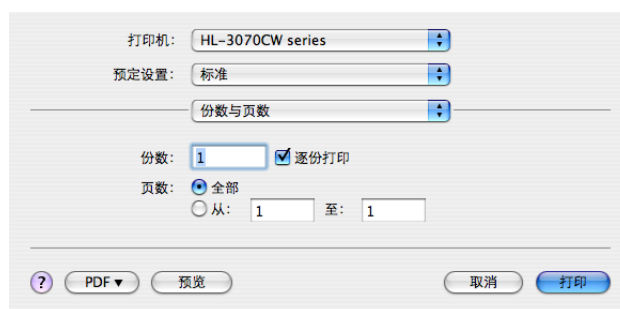 打印机： HL-3070CW series
预定设置： 标准
份数与页数
份数： 1 逐份打印
页数： 全部
从： 1 至： 1
? PDF▼ 预览 取消 打印